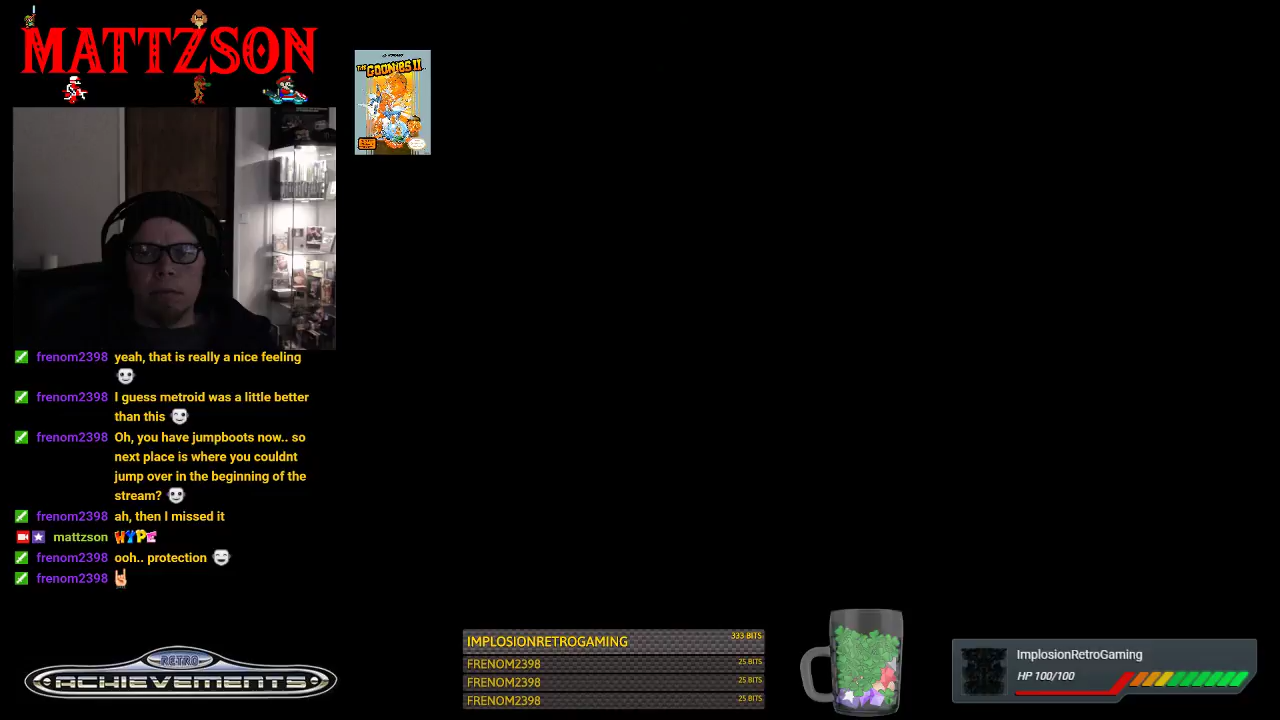 MATTZSON
KONAMI
THE GOONIES II
frenom2398 yeah, that is really a nice feeling
frenom2398 I guess metroid was a little better
than this
frenom2398 Oh, you have jumpboots now.. so
next place is where you couldnt
jump over in the beginning of the
stream?
frenom2398 ah, then I missed it
mattzson HYPE
frenom2398 ooh.. protection
frenom2398
RETRO
ACHIEVEMENTS
IMPLOSIONRETROGAMING 333 BITS
FRENOM2398 25 BITS
FRENOM2398 25 BITS
FRENOM2398 25 BITS
ImplosionRetroGaming
HP 100/100